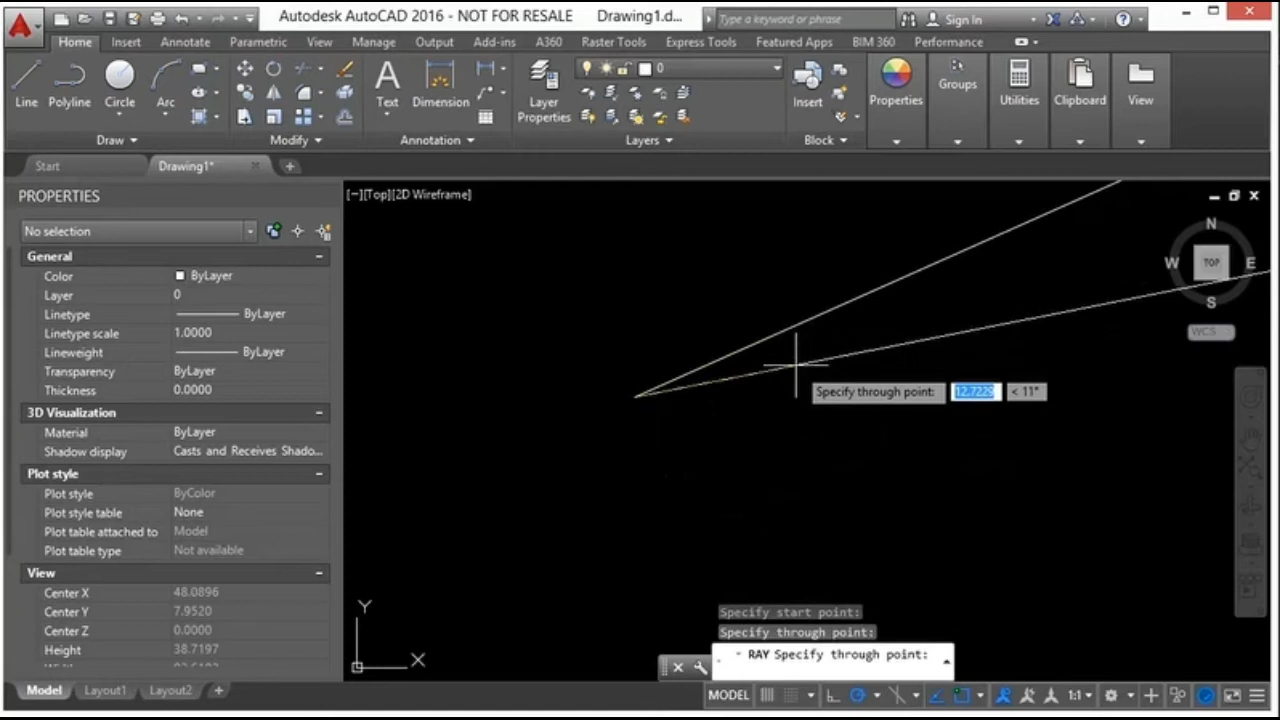 Autodesk AutoCAD 2016 - NOT FOR RESALE Drawing1.d... Type a keyword or phrase Sign In
Home Insert Annotate Parametric View Manage Output Add-ins A360 Raster Tools Express Tools Featured Apps BIM 360 Performance
Line Polyline Circle Arc Text Dimension Layer Properties 0 Insert Properties Groups Utilities Clipboard View
Draw Modify Annotation Layers Block
Start Drawing1*
PROPERTIES
[−][Top][2D Wireframe]
No selection
General
Color ByLayer
Layer 0
Linetype ByLayer
Linetype scale 1.0000
Lineweight ByLayer
Transparency ByLayer
Thickness 0.0000
3D Visualization
Material ByLayer
Shadow display Casts and Receives Shado...
Plot style
Plot style ByColor
Plot style table None
Plot table attached to Model
Plot table type Not available
View
Center X 48.0896
Center Y 7.9520
Center Z 0.0000
Height 38.7197
N
W TOP E
S
WCS
Specify through point: 12.7229 < 11°
Y
X
Specify start point:
Specify through point:
RAY Specify through point:
Model Layout1 Layout2 +
MODEL 1:1